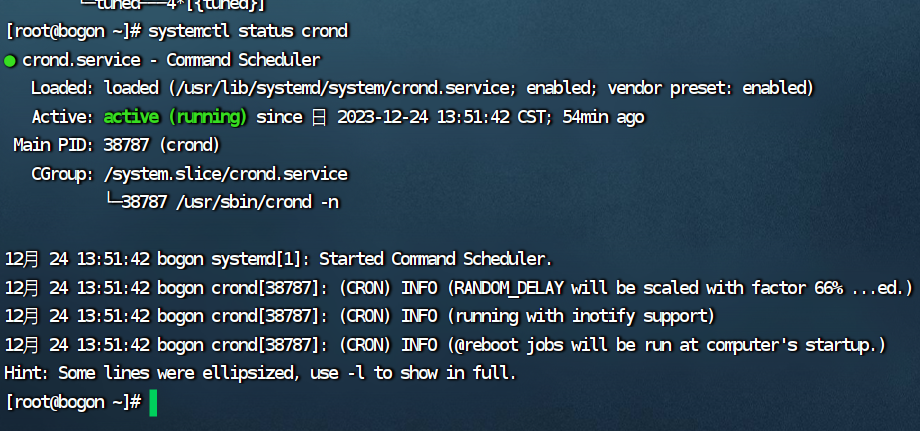 └─tuned───4*[{tuned}]
[root@bogon ~]# systemctl status crond
● crond.service - Command Scheduler
   Loaded: loaded (/usr/lib/systemd/system/crond.service; enabled; vendor preset: enabled)
   Active: active (running) since 日 2023-12-24 13:51:42 CST; 54min ago
 Main PID: 38787 (crond)
   CGroup: /system.slice/crond.service
           └─38787 /usr/sbin/crond -n

12月 24 13:51:42 bogon systemd[1]: Started Command Scheduler.
12月 24 13:51:42 bogon crond[38787]: (CRON) INFO (RANDOM_DELAY will be scaled with factor 66% ...ed.)
12月 24 13:51:42 bogon crond[38787]: (CRON) INFO (running with inotify support)
12月 24 13:51:42 bogon crond[38787]: (CRON) INFO (@reboot jobs will be run at computer's startup.)
Hint: Some lines were ellipsized, use -l to show in full.
[root@bogon ~]#